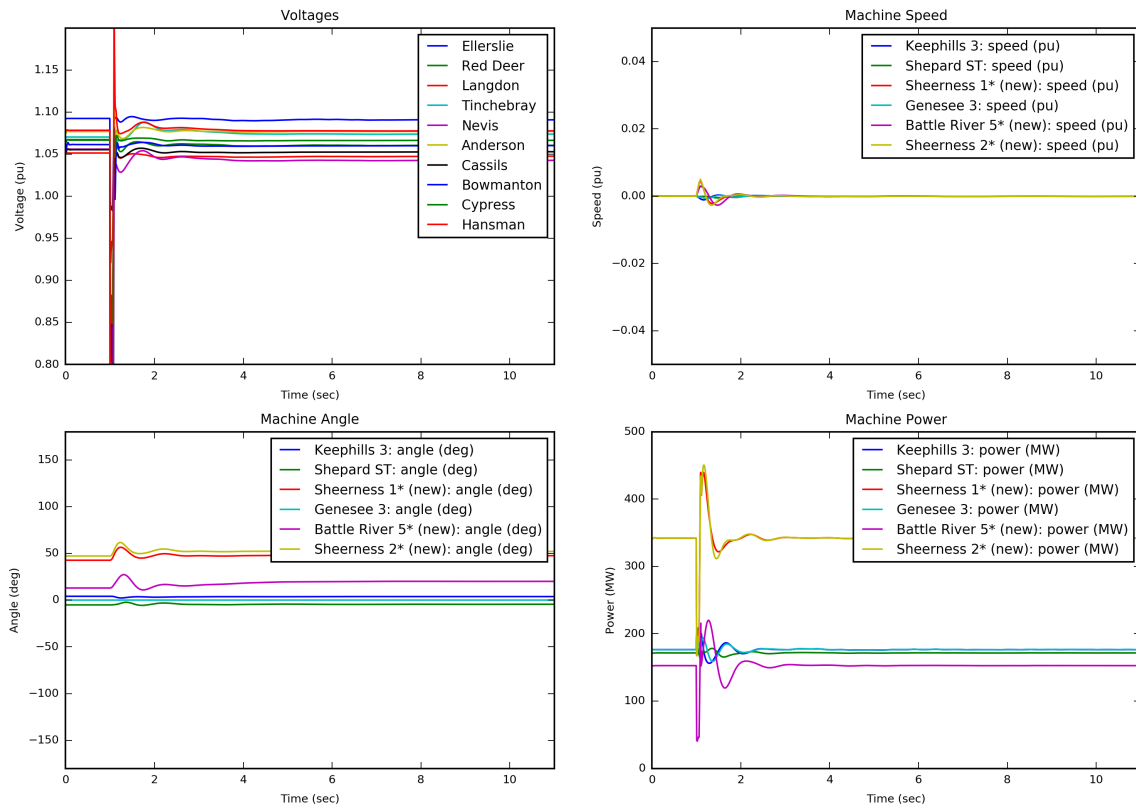 Voltages
Voltage (pu)
1.15
1.10
1.05
1.00
0.95
0.90
0.85
0.80
0
2
4
6
8
10
Time (sec)
Ellerslie
Red Deer
Langdon
Tinchebray
Nevis
Anderson
Cassils
Bowmanton
Cypress
Hansman
Machine Speed
Speed (pu)
0.04
0.02
0.00
−0.02
−0.04
0
2
4
6
8
10
Time (sec)
Keephills 3: speed (pu)
Shepard ST: speed (pu)
Sheerness 1* (new): speed (pu)
Genesee 3: speed (pu)
Battle River 5* (new): speed (pu)
Sheerness 2* (new): speed (pu)
Machine Angle
Angle (deg)
150
100
50
0
−50
−100
−150
0
2
4
6
8
10
Time (sec)
Keephills 3: angle (deg)
Shepard ST: angle (deg)
Sheerness 1* (new): angle (deg)
Genesee 3: angle (deg)
Battle River 5* (new): angle (deg)
Sheerness 2* (new): angle (deg)
Machine Power
Power (MW)
500
400
300
200
100
0
0
2
4
6
8
10
Time (sec)
Keephills 3: power (MW)
Shepard ST: power (MW)
Sheerness 1* (new): power (MW)
Genesee 3: power (MW)
Battle River 5* (new): power (MW)
Sheerness 2* (new): power (MW)